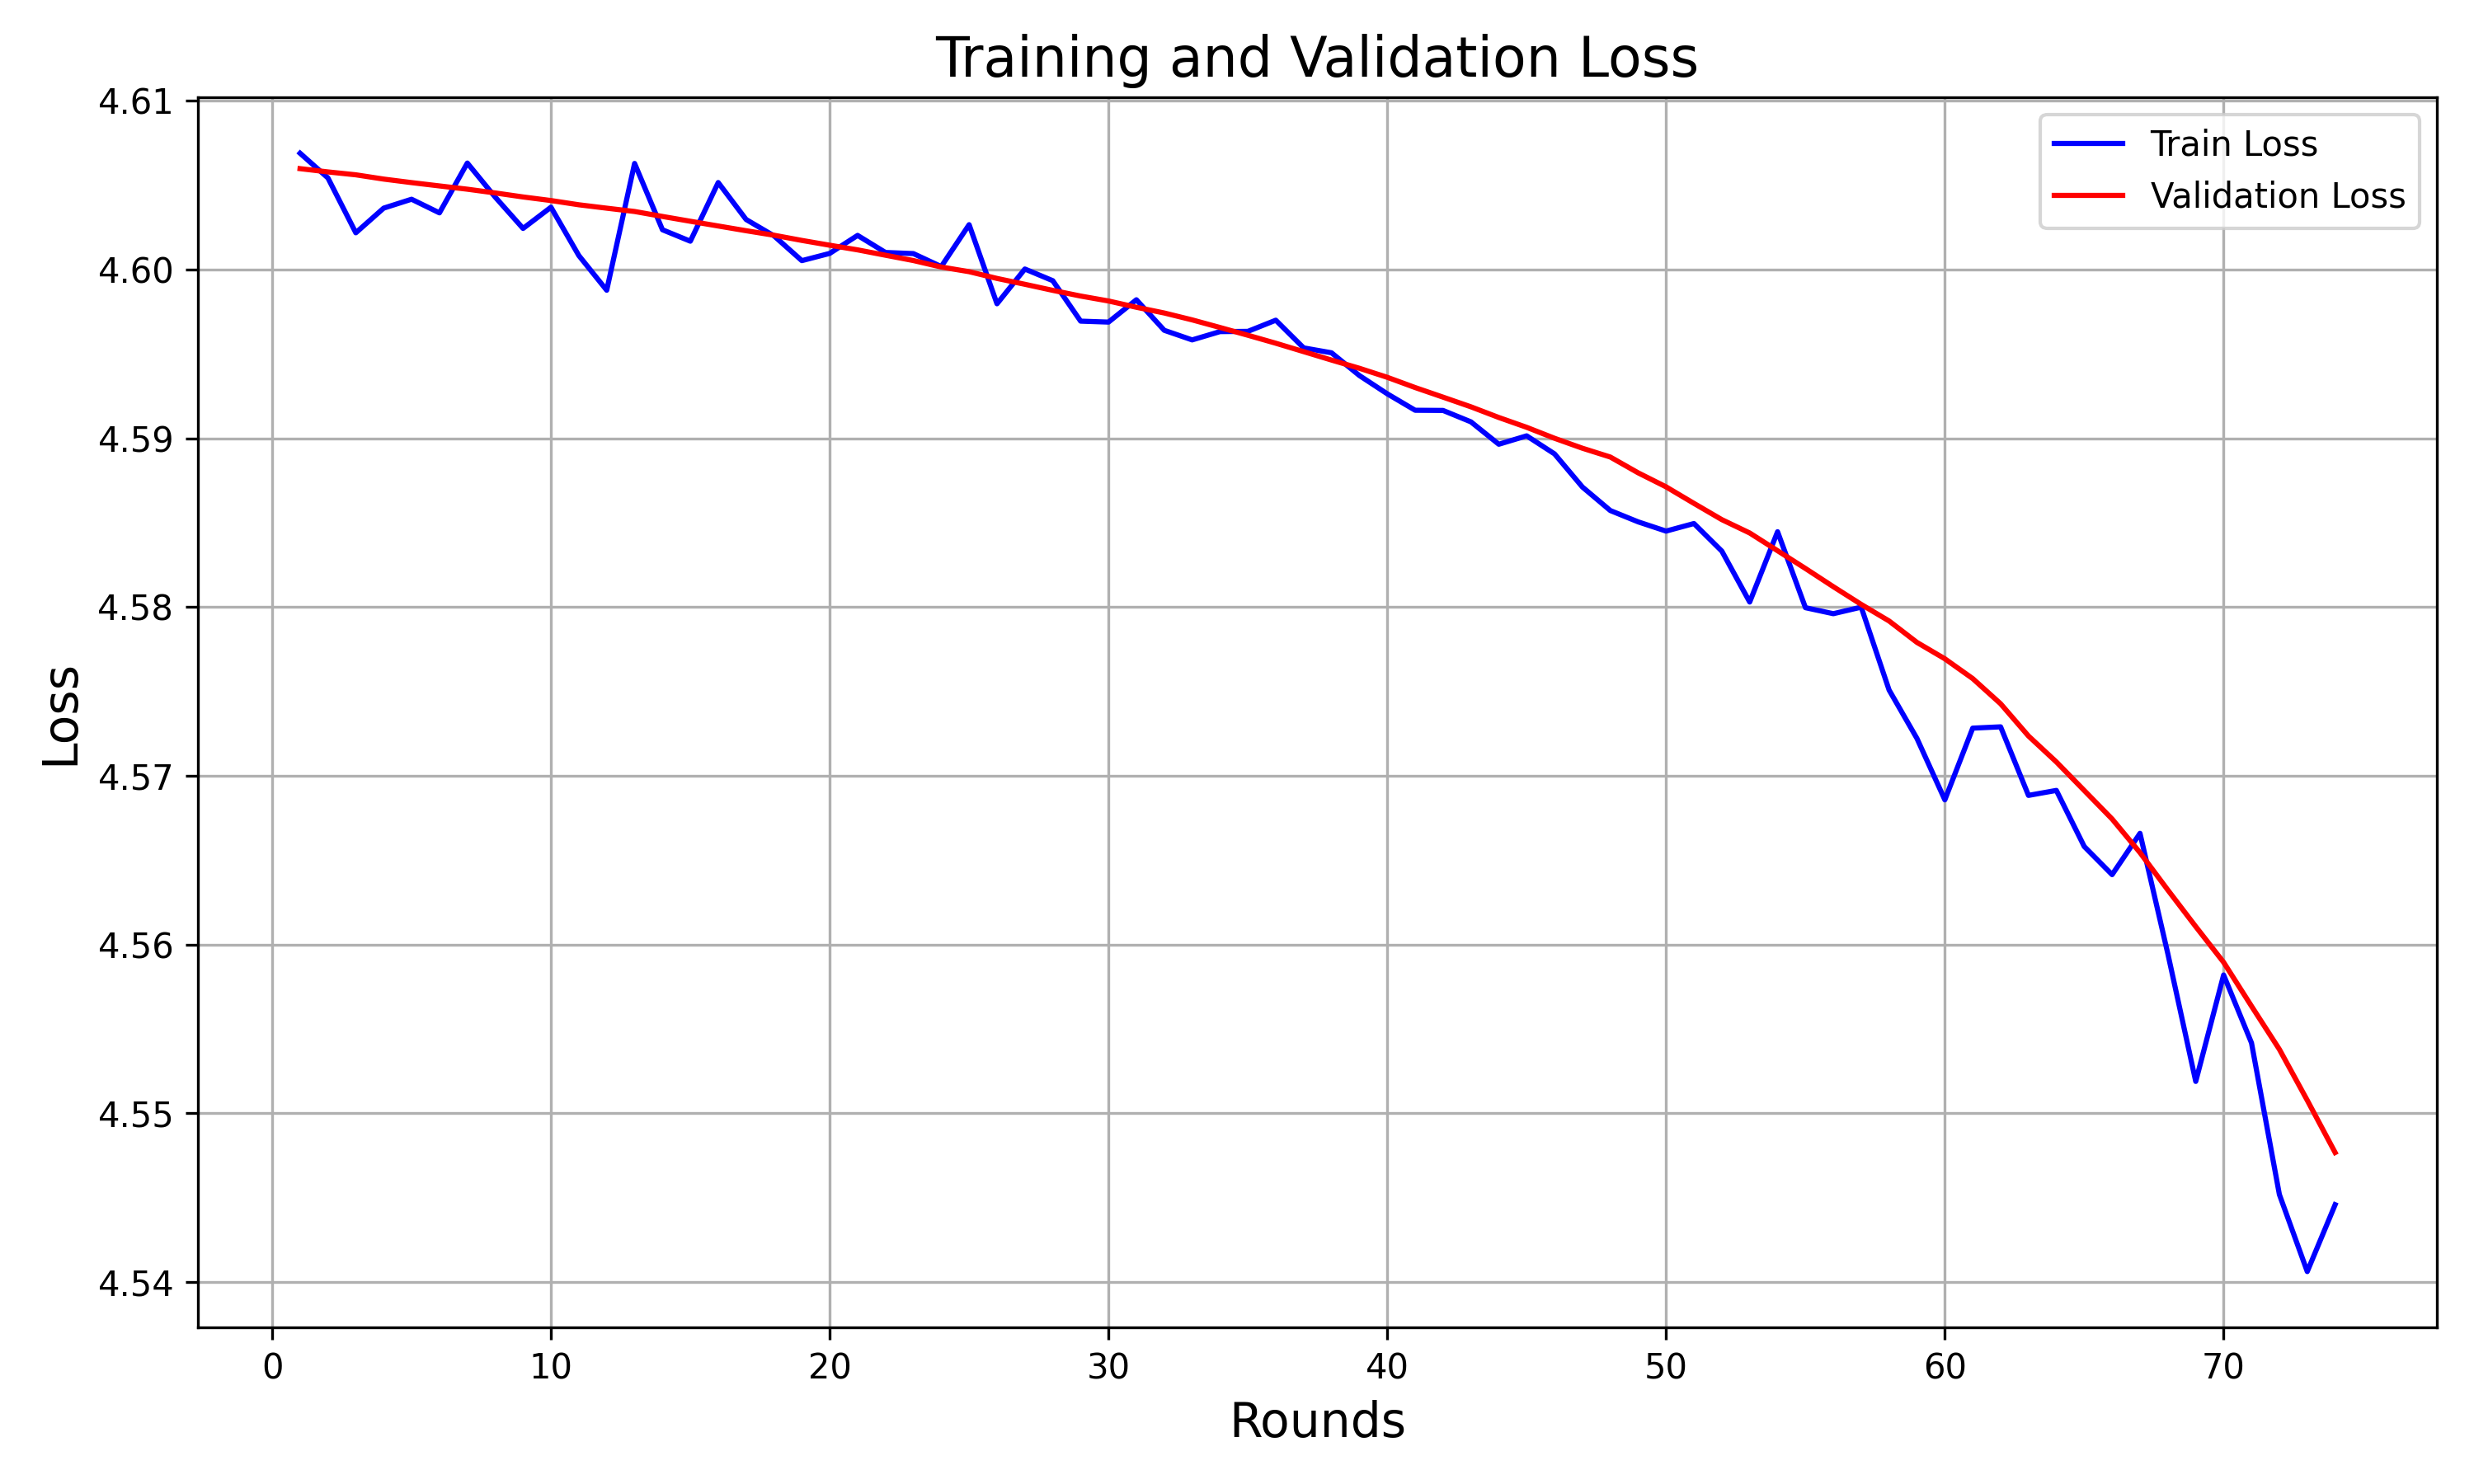 Training and Validation Loss
Train Loss
Validation Loss
4.61
4.60
4.59
4.58
4.57
4.56
4.55
4.54
Loss
0 10 20 30 40 50 60 70
Rounds